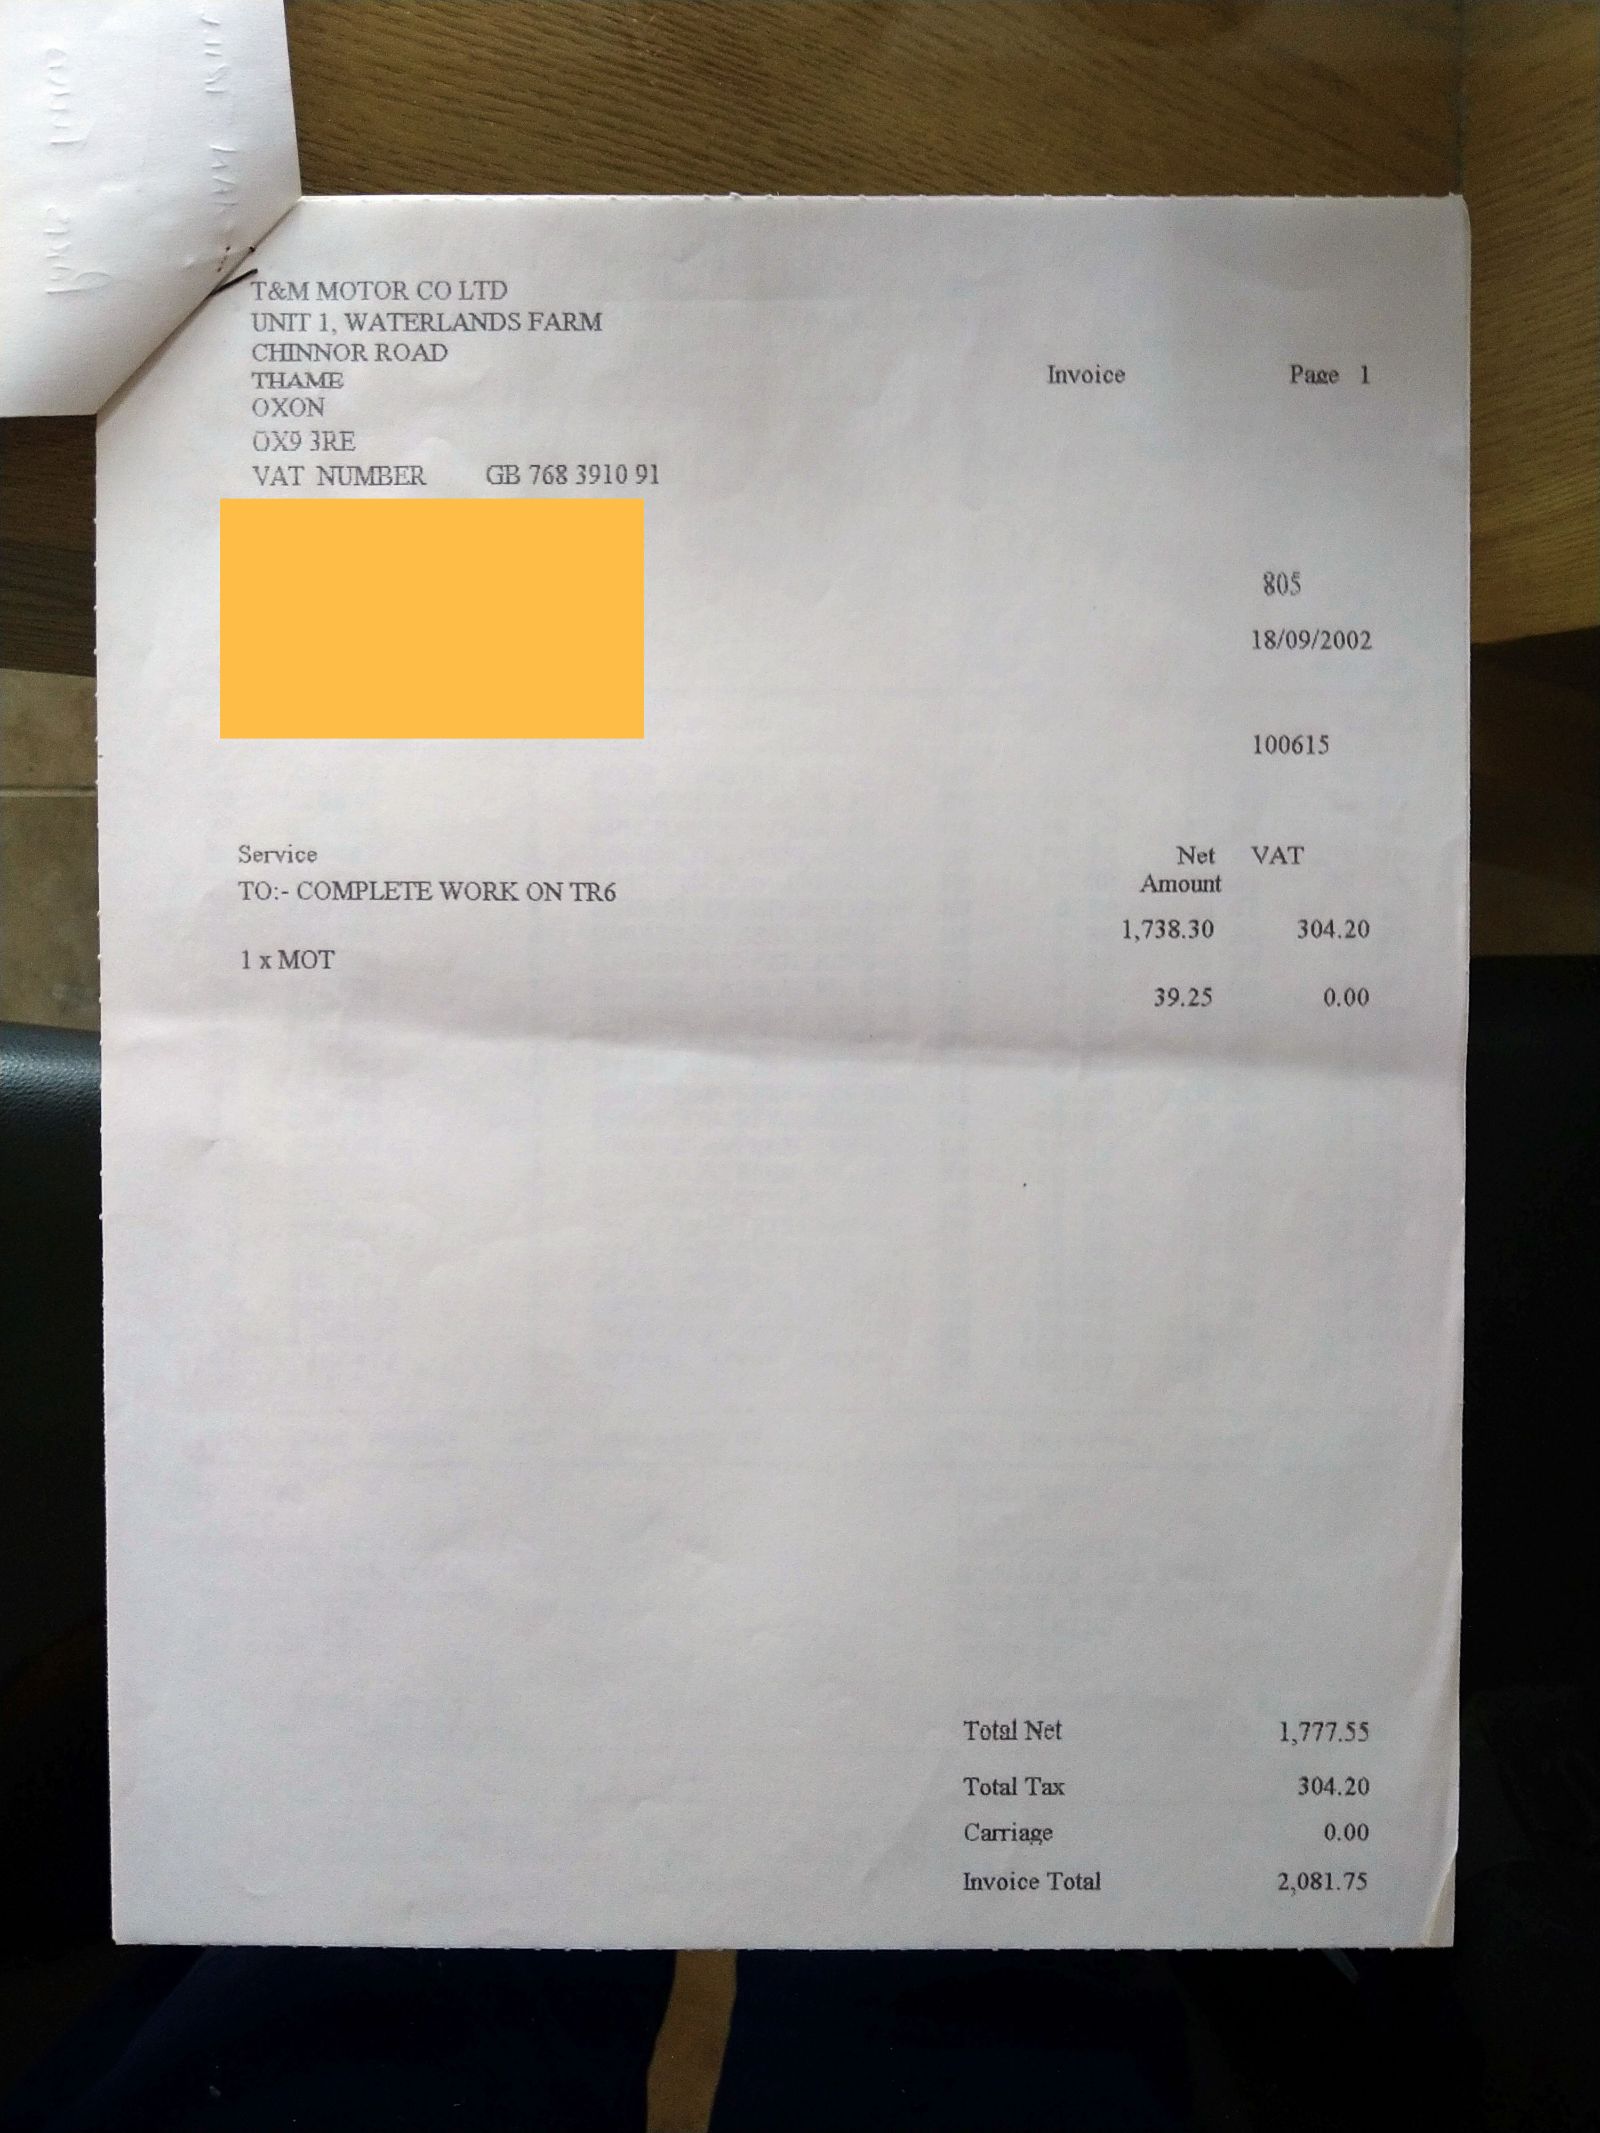 T&M MOTOR CO LTD
UNIT 1, WATERLANDS FARM
CHINNOR ROAD
THAME
OXON
OX9 3RE
VAT NUMBER GB 768 3910 91
Invoice Page 1
805
18/09/2002
100615
Service Net VAT
Amount
TO:- COMPLETE WORK ON TR6
1,738.30 304.20
1 x MOT
39.25 0.00
Total Net 1,777.55
Total Tax 304.20
Carriage 0.00
Invoice Total 2,081.75